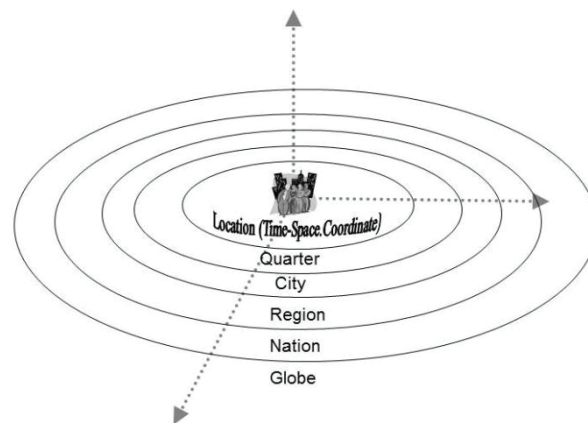 Location (Time-Space.Coordinate)
Quarter
City
Region
Nation
Globe